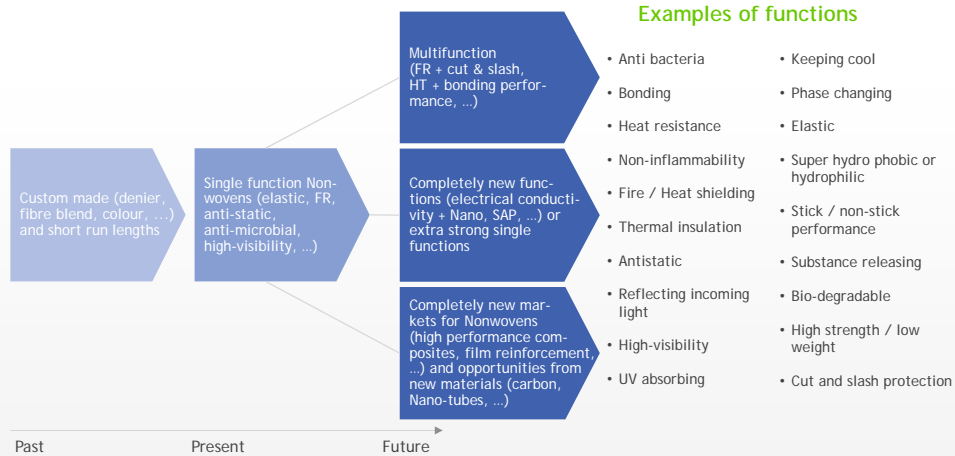 Examples of functions
Custom made (denier,
fibre blend, colour, ...)
and short run lengths
Single function Non-
wovens (elastic, FR,
anti-static,
anti-microbial,
high-visibility, ...)
Multifunction
(FR + cut & slash,
HT + bonding perfor-
mance, ...)
Completely new func-
tions (electrical conducti-
vity + Nano, SAP, ...) or
extra strong single
functions
Completely new mar-
kets for Nonwovens
(high performance com-
posites, film reinforcement,
...) and opportunities from
new materials (carbon,
Nano-tubes, ...)
• Anti bacteria
• Bonding
• Heat resistance
• Non-inflammability
• Fire / Heat shielding
• Thermal insulation
• Antistatic
• Reflecting incoming
light
• High-visibility
• UV absorbing
• Keeping cool
• Phase changing
• Elastic
• Super hydro phobic or
hydrophilic
• Stick / non-stick
performance
• Substance releasing
• Bio-degradable
• High strength / low
weight
• Cut and slash protection
Past
Present
Future